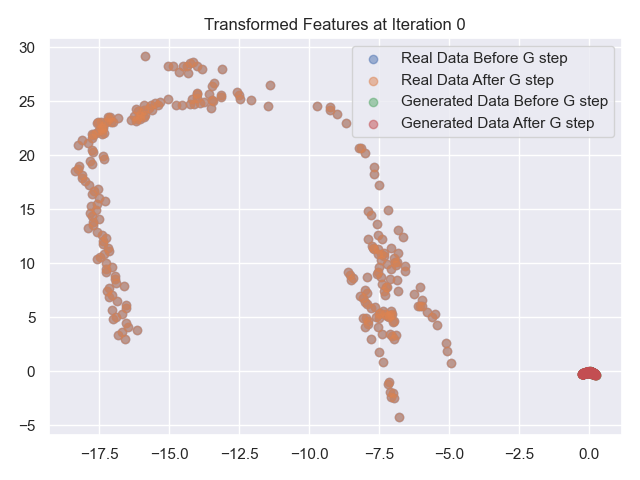 Transformed Features at Iteration 0
30
25
20
15
10
5
0
−5
−17.5 −15.0 −12.5 −10.0 −7.5 −5.0 −2.5 0.0
Real Data Before G step
Real Data After G step
Generated Data Before G step
Generated Data After G step